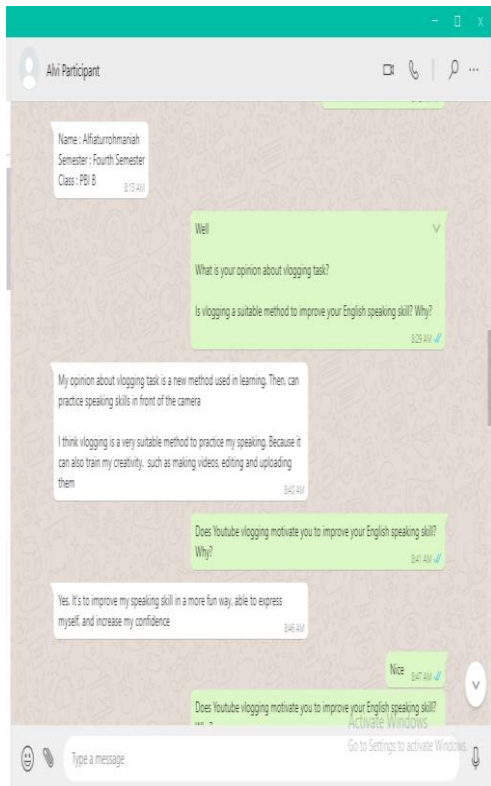 Alvi Participant
Name : Alfiaturrohmaniah
Semester : Fourth Semester
Class : PBI B
8:13 AM
Well
What is your opinion about vlogging task?
Is vlogging a suitable method to improve your English speaking skill? Why?
8:29 AM
My opinion about vlogging task is a new method used in learning. Then, can
practice speaking skills in front of the camera
I think vlogging is a very suitable method to practice my speaking. Because it
can also train my creativity. such as making videos, editing and uploading
them
8:40 AM
Does Youtube vlogging motivate you to improve your English speaking skill?
Why?
8:41 AM
Yes. It's to improve my speaking skill in a more fun way, able to express
myself, and increase my confidence
8:46 AM
Nice
8:47 AM
Does Youtube vlogging motivate you to improve your English speaking skill?
Activate Windows
Go to Settings to activate Windows.
Type a message